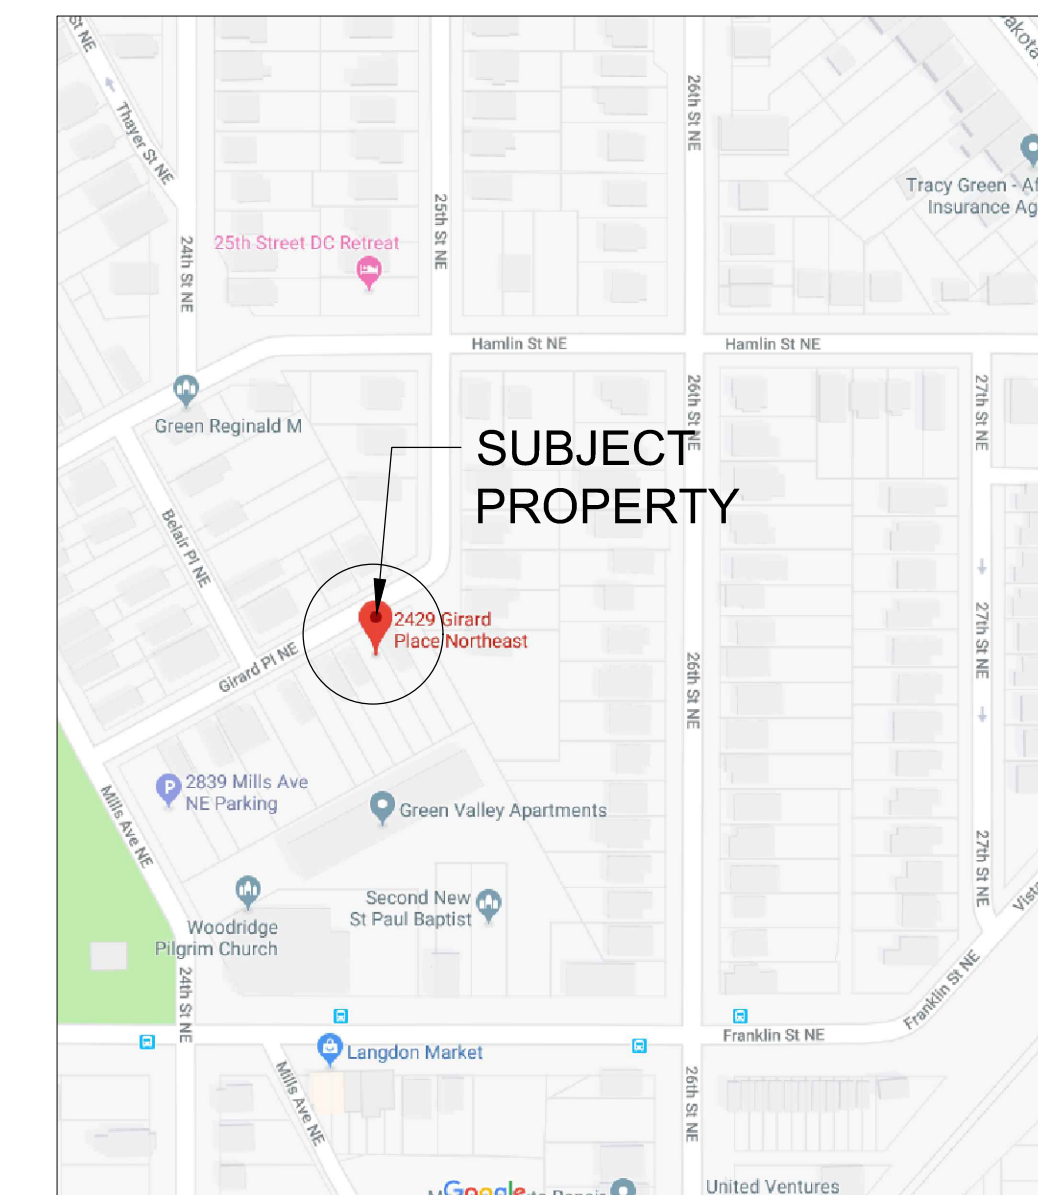 St NE
Thayer St NE
24th St NE
25th St NE
26th St NE
Tracy Green - Af
Insurance Ag
25th Street DC Retreat
Hamlin St NE
Hamlin St NE
Green Reginald M
26th St NE
27th St NE
SUBJECT
PROPERTY
Belair Pl NE
2429 Girard
Place Northeast
Girard Pl NE
26th St NE
27th St NE
2839 Mills Ave
NE Parking
P
Mills Ave NE
Green Valley Apartments
27th St NE
Second New
St Paul Baptist
Woodridge
Pilgrim Church
24th St NE
Franklin St NE
Franklin St NE
Langdon Market
Mills Ave NE
26th St NE
Google
United Ventures